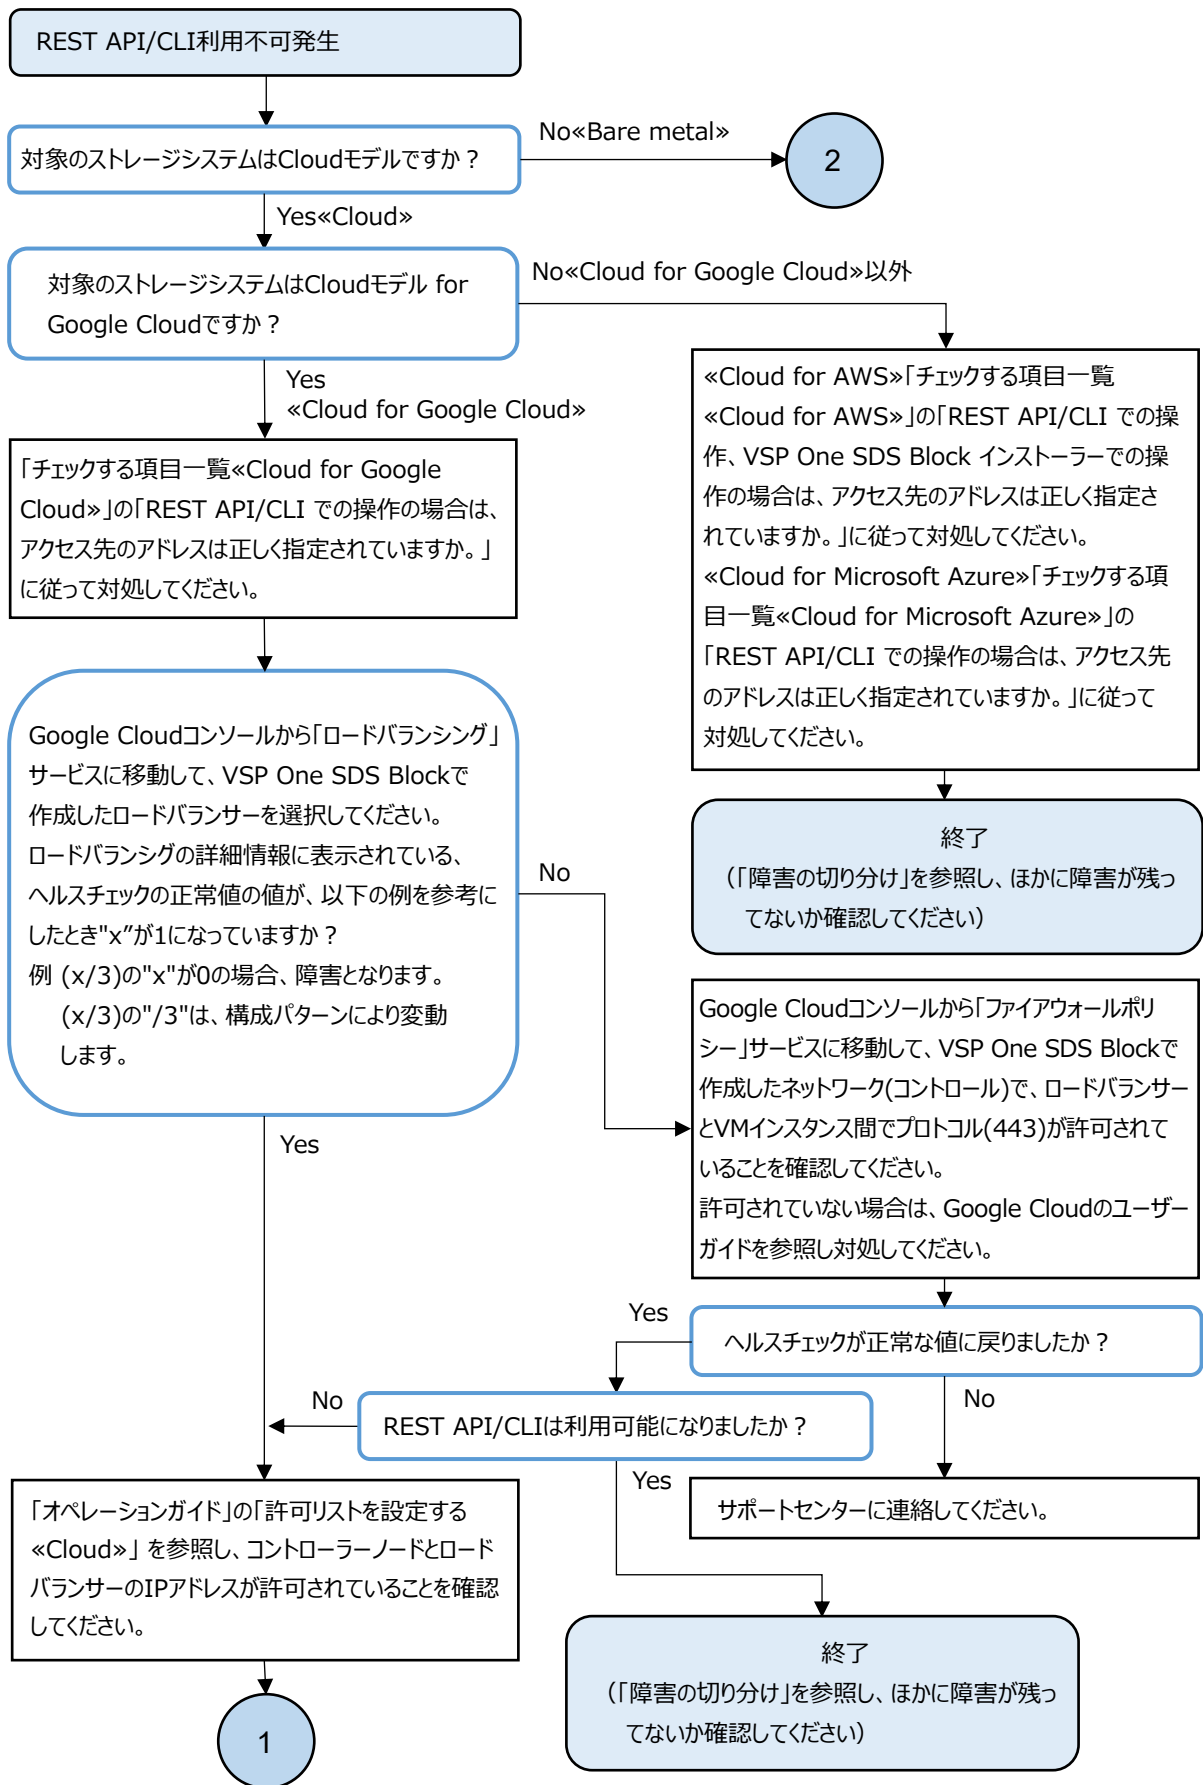 REST API/CLI利用不可発生
対象のストレージシステムはCloudモデルですか？
No«Bare metal»
2
Yes«Cloud»
対象のストレージシステムはCloudモデル for
Google Cloudですか？
No«Cloud for Google Cloud»以外
Yes
«Cloud for Google Cloud»
「チェックする項目一覧«Cloud for Google
Cloud»」の「REST API/CLI での操作の場合は、
アクセス先のアドレスは正しく指定されていますか。」
に従って対処してください。
«Cloud for AWS»「チェックする項目一覧
«Cloud for AWS»」の「REST API/CLI での操
作、VSP One SDS Block インストーラーでの操
作の場合は、アクセス先のアドレスは正しく指定さ
れていますか。」に従って対処してください。
«Cloud for Microsoft Azure»「チェックする項
目一覧«Cloud for Microsoft Azure»」の
「REST API/CLI での操作の場合は、アクセス先
のアドレスは正しく指定されていますか。」に従って
対処してください。
終了
（「障害の切り分け」を参照し、ほかに障害が残っ
てないか確認してください）
Google Cloudコンソールから「ロードバランシング」
サービスに移動して、VSP One SDS Blockで
作成したロードバランサーを選択してください。
ロードバランシグの詳細情報に表示されている、
ヘルスチェックの正常値の値が、以下の例を参考に
したとき"x”が1になっていますか？
例 (x/3)の"x"が0の場合、障害となります。
(x/3)の"/3"は、構成パターンにより変動
します。
No
Yes
Google Cloudコンソールから「ファイアウォールポリ
シー」サービスに移動して、VSP One SDS Blockで
作成したネットワーク(コントロール)で、ロードバランサー
とVMインスタンス間でプロトコル(443)が許可されて
いることを確認してください。
許可されていない場合は、Google Cloudのユーザー
ガイドを参照し対処してください。
ヘルスチェックが正常な値に戻りましたか？
Yes
No
REST API/CLIは利用可能になりましたか？
No
Yes
サポートセンターに連絡してください。
「オペレーションガイド」の「許可リストを設定する
«Cloud»」 を参照し、コントローラーノードとロード
バランサーのIPアドレスが許可されていることを確認
してください。
1
終了
（「障害の切り分け」を参照し、ほかに障害が残っ
てないか確認してください）